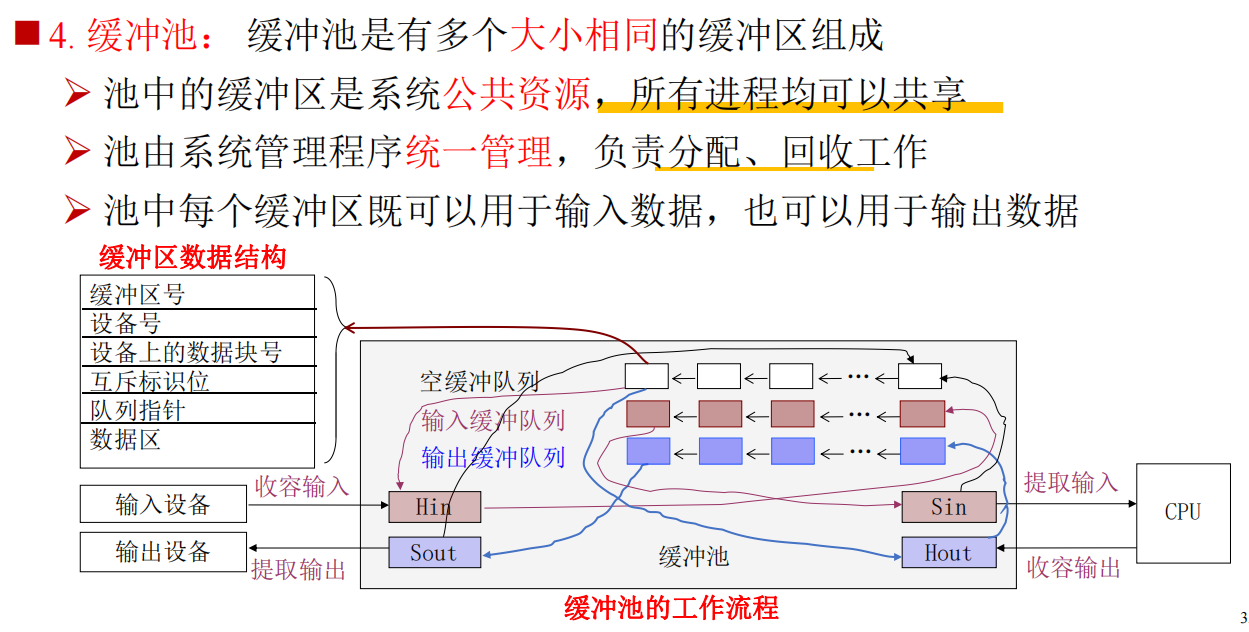 ■ 4. 缓冲池： 缓冲池是有多个大小相同的缓冲区组成
➢ 池中的缓冲区是系统公共资源，所有进程均可以共享
➢ 池由系统管理程序统一管理，负责分配、回收工作
➢ 池中每个缓冲区既可以用于输入数据，也可以用于输出数据
缓冲区数据结构
缓冲区号
设备号
设备上的数据块号
互斥标识位
队列指针
数据区
空缓冲队列
…
输入缓冲队列
…
输出缓冲队列
…
输入设备
收容输入
Hin
Sin
提取输入
CPU
输出设备
提取输出
Sout
缓冲池
Hout
收容输出
缓冲池的工作流程
3